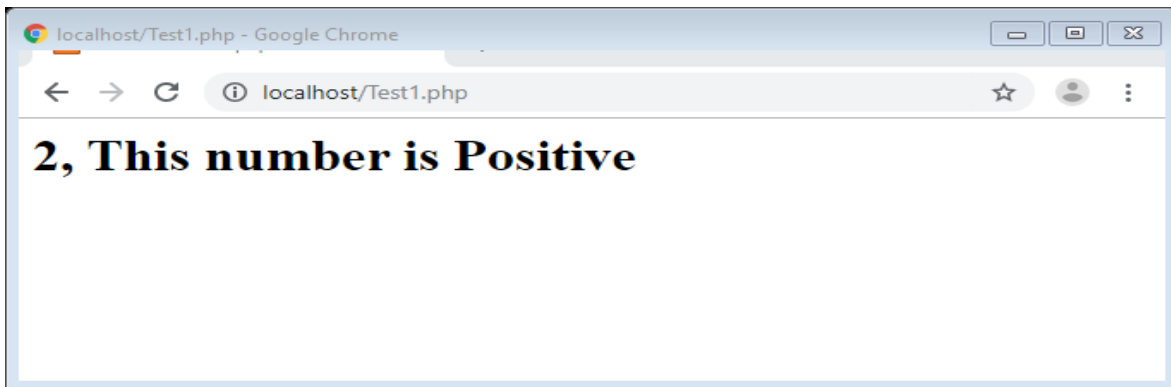 localhost/Test1.php - Google Chrome
localhost/Test1.php
2, This number is Positive